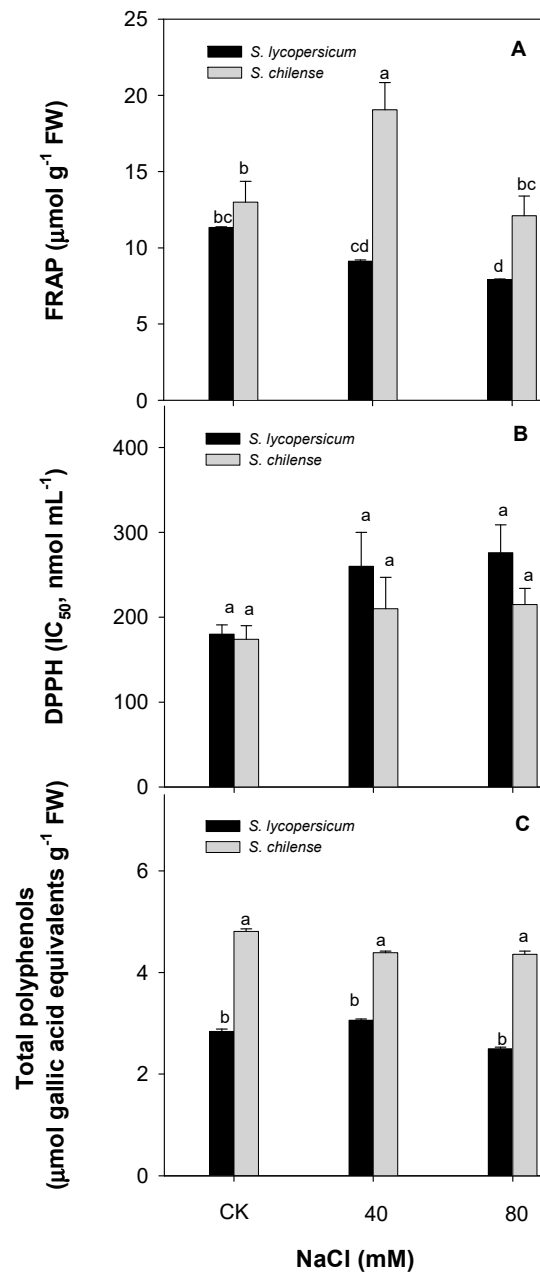 25
A
S. lycopersicum
S. chilense
a
20
15
b
bc
bc
cd
10
d
5
0
FRAP (μmol g⁻¹ FW)
B
S. lycopersicum
S. chilense
400
300
a
a
a
a
a a
200
100
0
DPPH (IC₅₀, nmol mL⁻¹)
C
S. lycopersicum
S. chilense
6
a
a
a
4
b
b
b
2
0
Total polyphenols
(μmol gallic acid equivalents g⁻¹ FW)
CK 40 80
NaCl (mM)